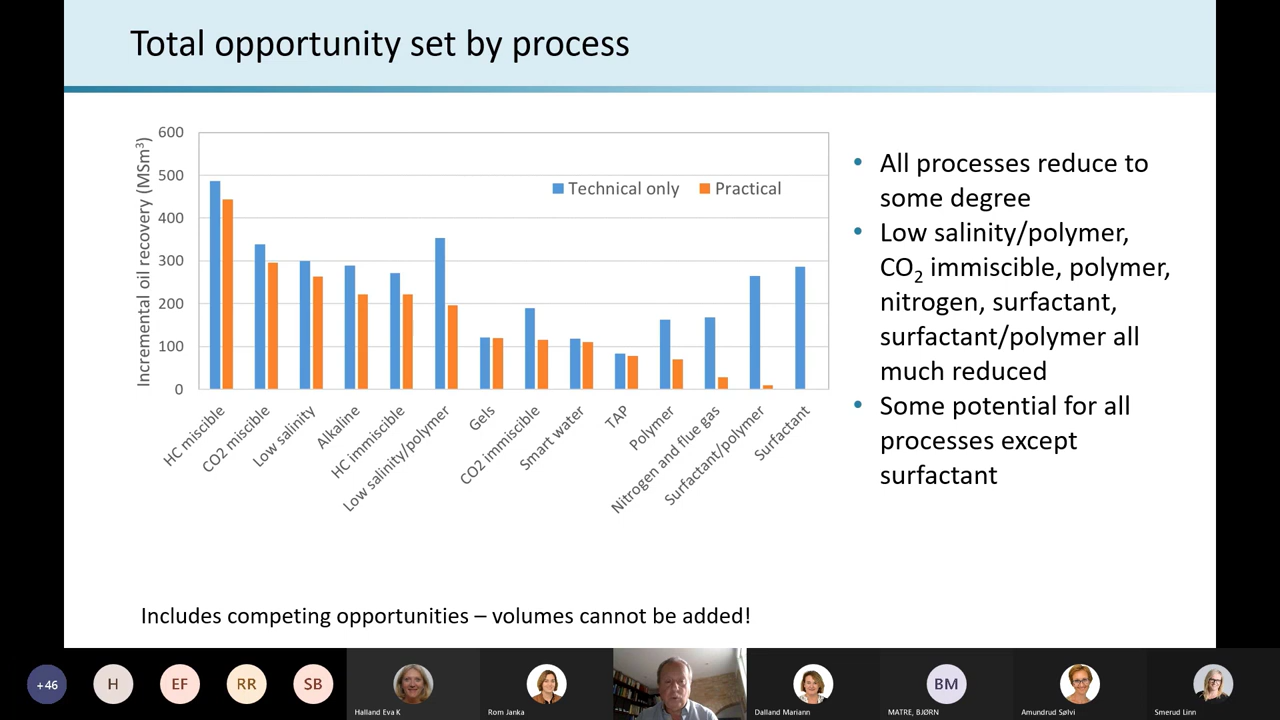 Total opportunity set by process
Incremental oil recovery (MSm³)
600
500
400
300
200
100
0
Technical only
Practical
HC miscible
CO2 miscible
Low salinity
Alkaline
HC immiscible
Low salinity/polymer
Gels
CO2 immiscible
Smart water
TAP
Polymer
Nitrogen and flue gas
Surfactant/polymer
Surfactant
• All processes reduce to
some degree
• Low salinity/polymer,
CO₂ immiscible, polymer,
nitrogen, surfactant,
surfactant/polymer all
much reduced
• Some potential for all
processes except
surfactant
Includes competing opportunities – volumes cannot be added!
+46
H
EF
RR
SB
BM
Halland Eva K
Rom Janka
Dalland Mariann
MATRE, BJØRN
Amundrud Sølvi
Smerud Linn